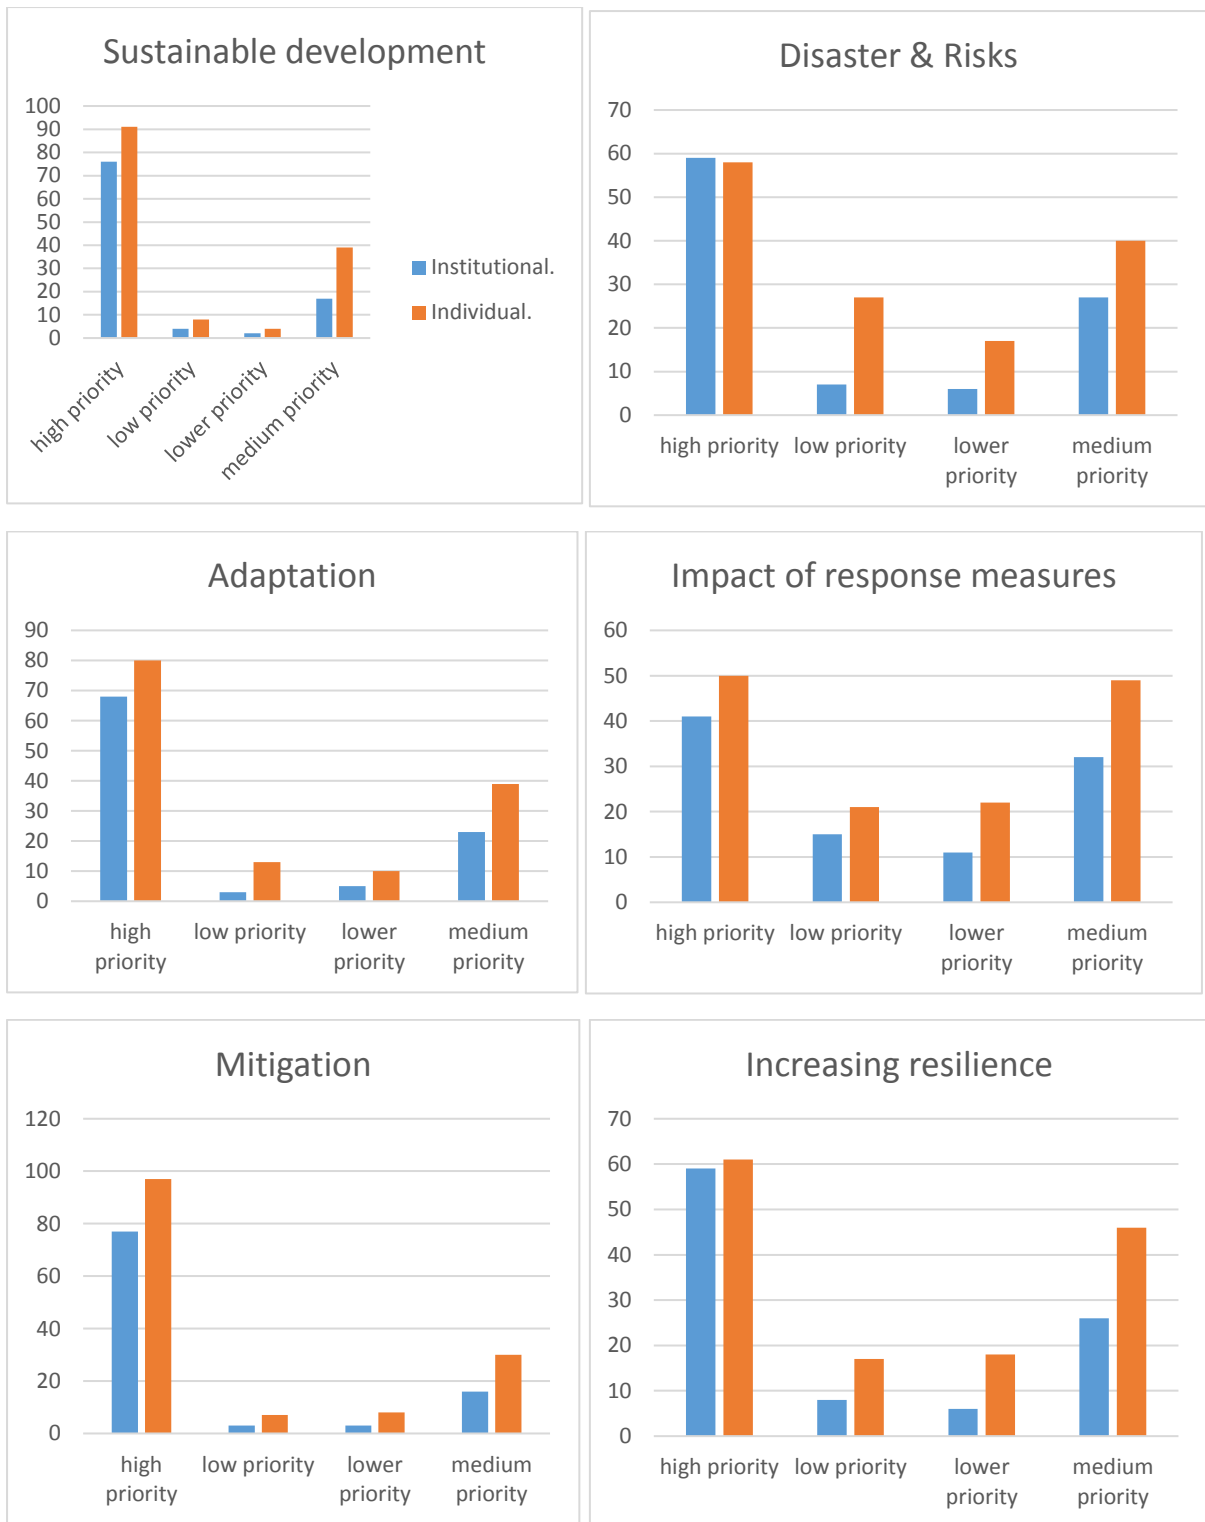 Sustainable development
100
90
80
70
60
50
40
30
20
10
0
high priority
low priority
lower priority
medium priority
Institutional.
Individual.
Disaster & Risks
70
60
50
40
30
20
10
0
high priority
low priority
lower
priority
medium
priority
Adaptation
90
80
70
60
50
40
30
20
10
0
high
priority
low priority
lower
priority
medium
priority
Impact of response measures
60
50
40
30
20
10
0
high priority
low priority
lower
priority
medium
priority
Mitigation
120
100
80
60
40
20
0
high
priority
low priority
lower
priority
medium
priority
Increasing resilience
70
60
50
40
30
20
10
0
high priority
low priority
lower
priority
medium
priority